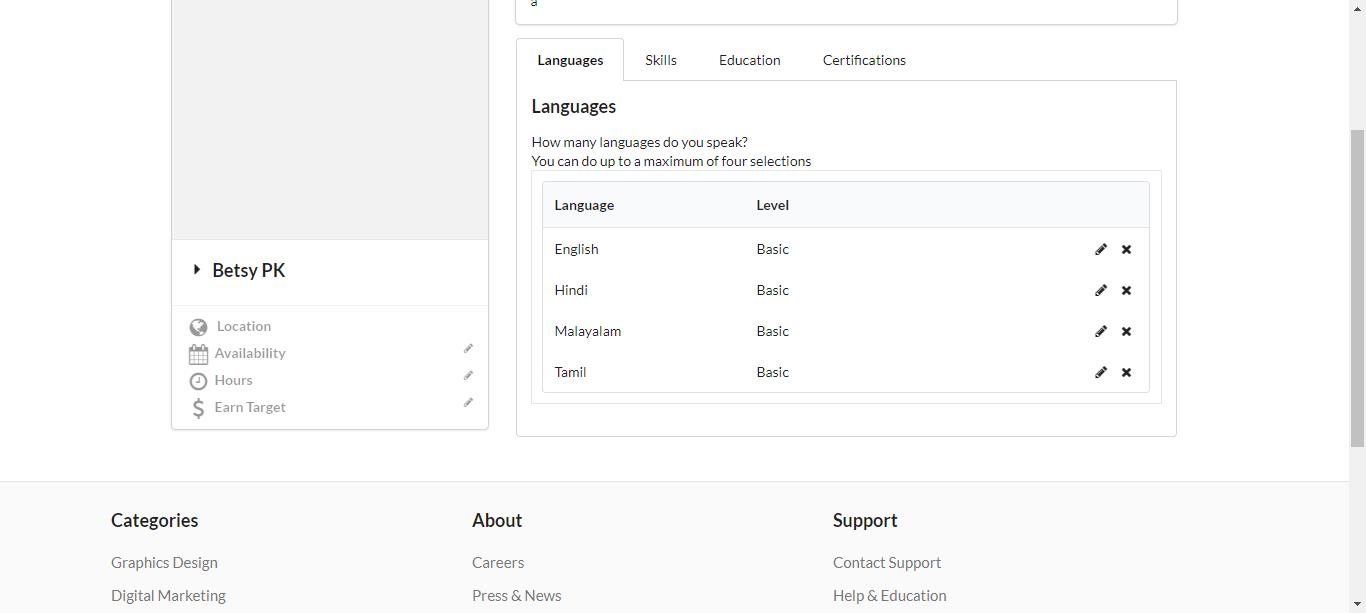 a
Languages Skills Education Certifications
Languages
How many languages do you speak?
You can do up to a maximum of four selections
Language Level
English Basic
Hindi Basic
Malayalam Basic
Tamil Basic
Betsy PK
Location
Availability
Hours
Earn Target
Categories
Graphics Design
Digital Marketing
About
Careers
Press & News
Support
Contact Support
Help & Education